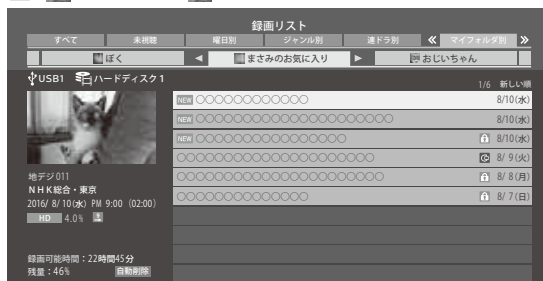 録画リスト
すべて 未視聴 曜日別 ジャンル別 連ドラ別 マイフォルダ別
ぼく まさみのお気に入り おじいちゃん
USB1 ハードディスク1
1/6 新しい順
NEW 〇〇〇〇〇〇〇〇〇〇〇〇 8/10(水)
NEW 〇〇〇〇〇〇〇〇〇〇〇〇〇〇〇〇〇〇〇〇〇 8/10(水)
NEW 〇〇〇〇〇〇〇〇〇〇〇〇〇〇〇〇 8/10(水)
〇〇〇〇〇〇〇〇〇〇〇〇〇〇〇〇〇〇〇〇〇 8/ 9(火)
〇〇〇〇〇〇〇〇〇〇〇〇〇〇〇〇〇〇〇〇〇〇 8/ 8(月)
〇〇〇〇〇〇〇〇〇〇〇〇〇〇 8/ 7(日)
地デジ011
NHK総合・東京
2016/ 8/10(水) PM 9:00 (02:00)
HD 4.0%
録画可能時間:22時間45分
残量:46% 自動削除